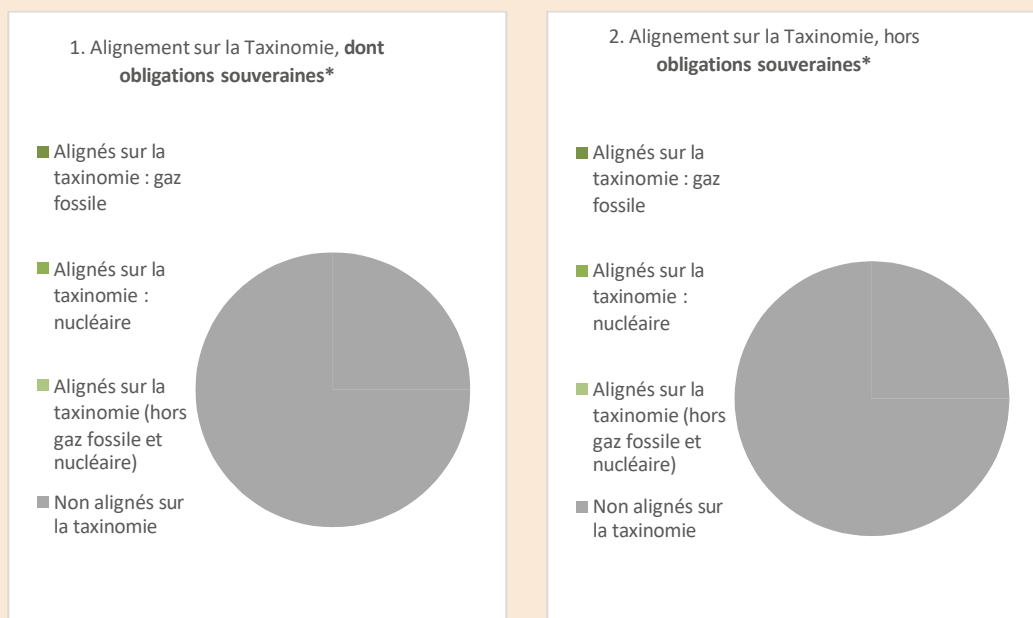 1. Alignement sur la Taxinomie, dont
obligations souveraines*
Alignés sur la
taxinomie : gaz
fossile
Alignés sur la
taxinomie :
nucléaire
Alignés sur la
taxinomie (hors
gaz fossile et
nucléaire)
Non alignés sur
la taxinomie
2. Alignement sur la Taxinomie, hors
obligations souveraines*
Alignés sur la
taxinomie : gaz
fossile
Alignés sur la
taxinomie :
nucléaire
Alignés sur la
taxinomie (hors
gaz fossile et
nucléaire)
Non alignés sur
la taxinomie